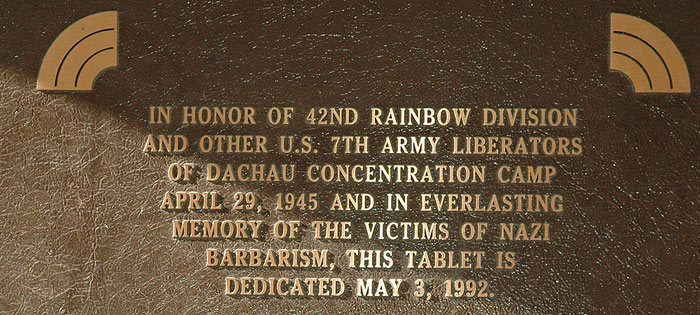 IN HONOR OF 42ND RAINBOW DIVISION
AND OTHER U.S. 7TH ARMY LIBERATORS
OF DACHAU CONCENTRATION CAMP
APRIL 29, 1945 AND IN EVERLASTING
MEMORY OF THE VICTIMS OF NAZI
BARBARISM, THIS TABLET IS
DEDICATED MAY 3, 1992.